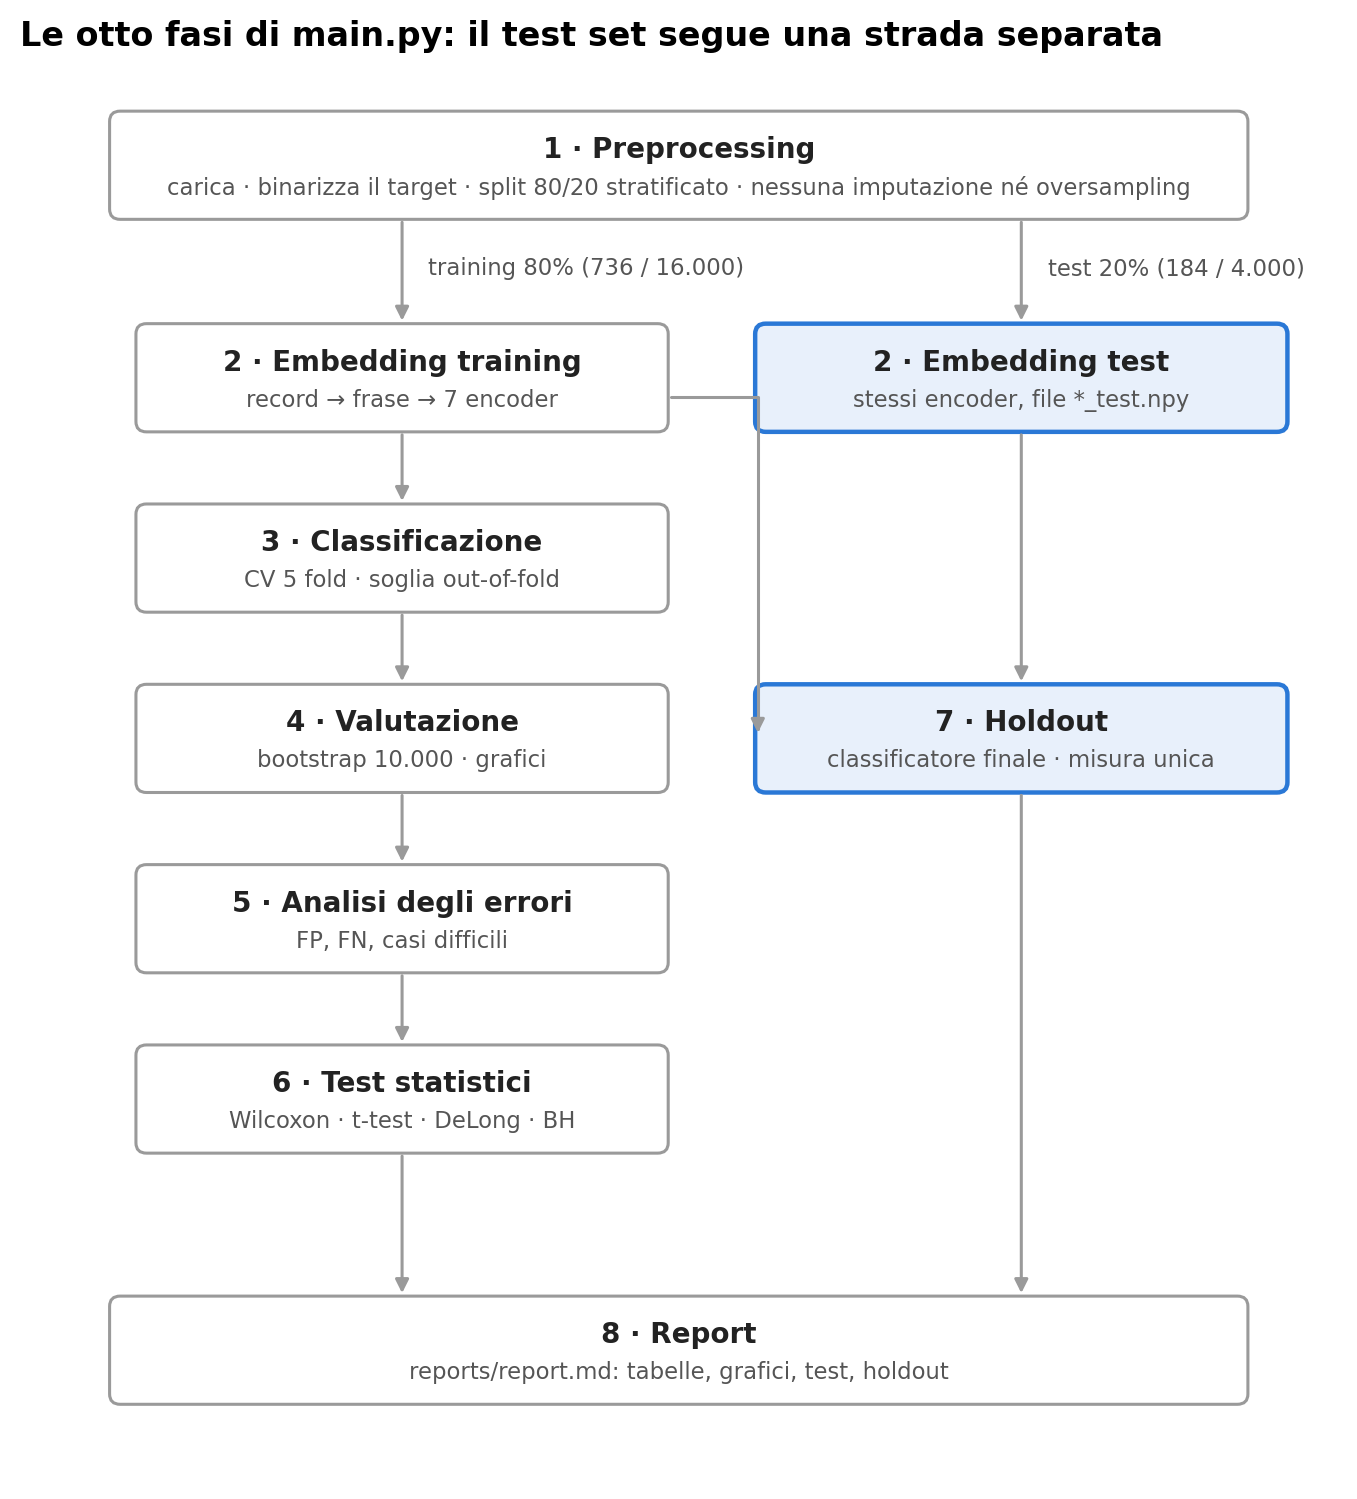 Le otto fasi di main.py: il test set segue una strada separata
1 · Preprocessing
carica · binarizza il target · split 80/20 stratificato · nessuna imputazione né oversampling
training 80% (736 / 16.000)
test 20% (184 / 4.000)
2 · Embedding training
record → frase → 7 encoder
2 · Embedding test
stessi encoder, file *_test.npy
3 · Classificazione
CV 5 fold · soglia out-of-fold
4 · Valutazione
bootstrap 10.000 · grafici
7 · Holdout
classificatore finale · misura unica
5 · Analisi degli errori
FP, FN, casi difficili
6 · Test statistici
Wilcoxon · t-test · DeLong · BH
8 · Report
reports/report.md: tabelle, grafici, test, holdout